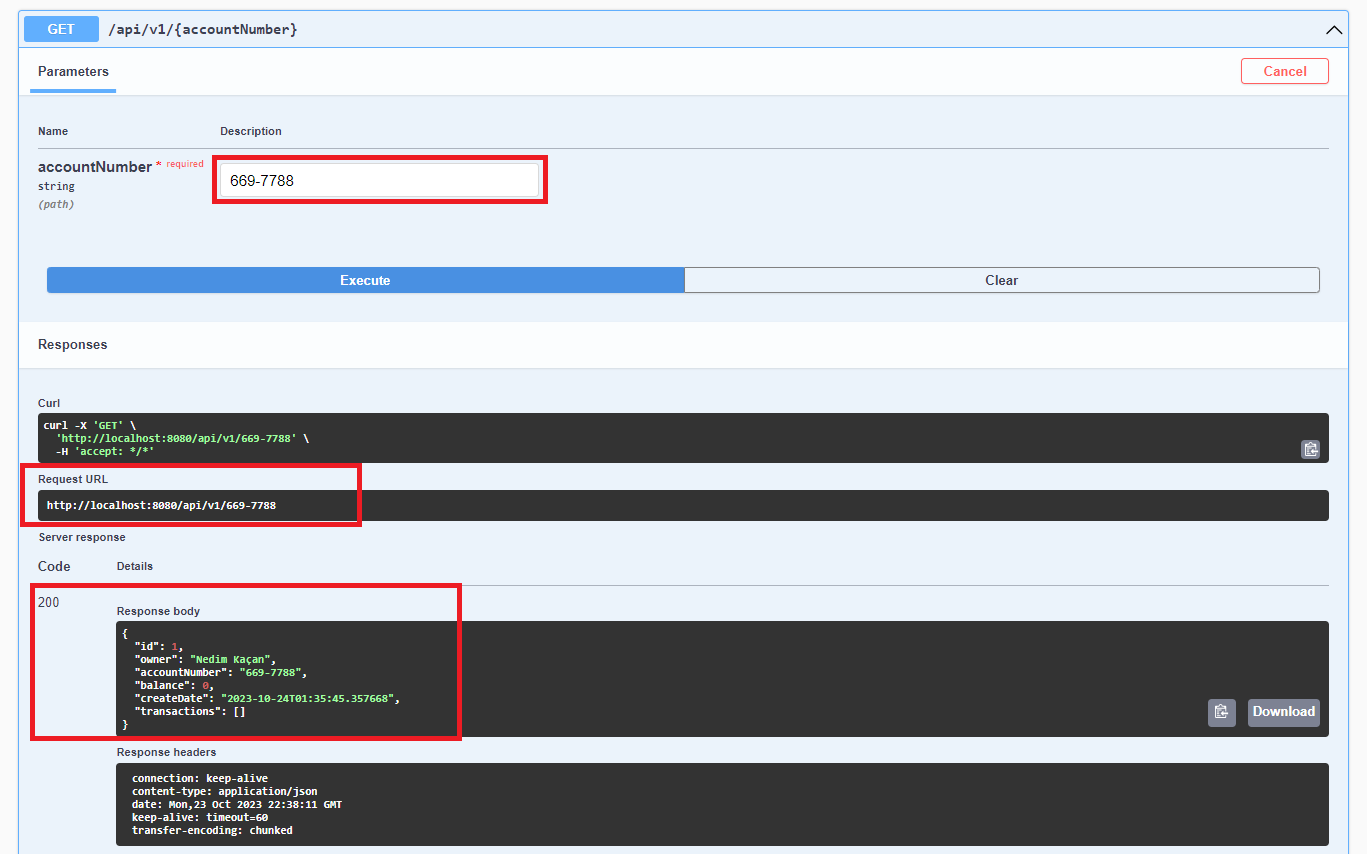 GET /api/v1/{accountNumber}
Parameters
Cancel
Name Description
accountNumber * required
string
(path)
669-7788
Execute Clear
Responses
Curl
curl -X 'GET' \
'http://localhost:8080/api/v1/669-7788' \
-H 'accept: */*'
Request URL
http://localhost:8080/api/v1/669-7788
Server response
Code Details
200
Response body
{
"id": 1,
"owner": "Nedim Kaçan",
"accountNumber": "669-7788",
"balance": 0,
"createDate": "2023-10-24T01:35:45.357668",
"transactions": []
}
Download
Response headers
connection: keep-alive
content-type: application/json
date: Mon,23 Oct 2023 22:38:11 GMT
keep-alive: timeout=60
transfer-encoding: chunked